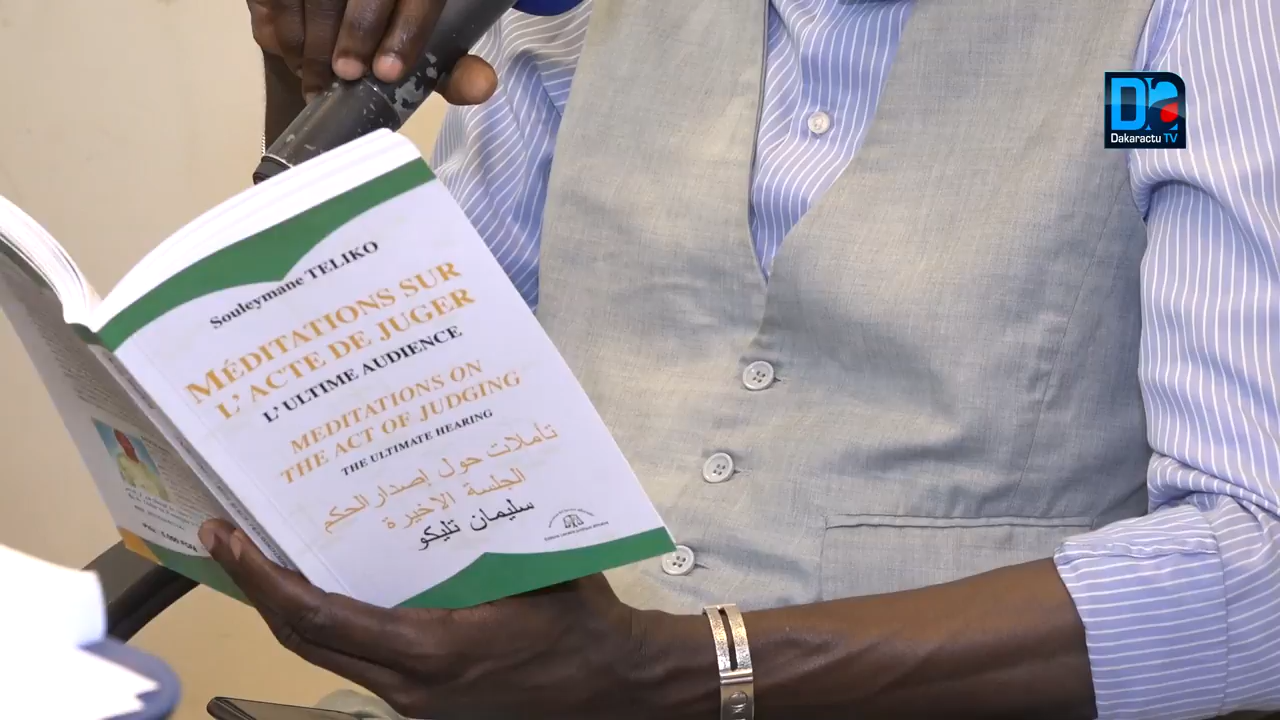 Dakaractu TV
Souleymane TELIKO
MÉDITATIONS SUR
L'ACTE DE JUGER
L'ULTIME AUDIENCE
MEDITATIONS ON
THE ACT OF JUDGING
THE ULTIMATE HEARING
تأملات حول إصدار الحكم
الجلسة الاخيرة
سليمان تليكو